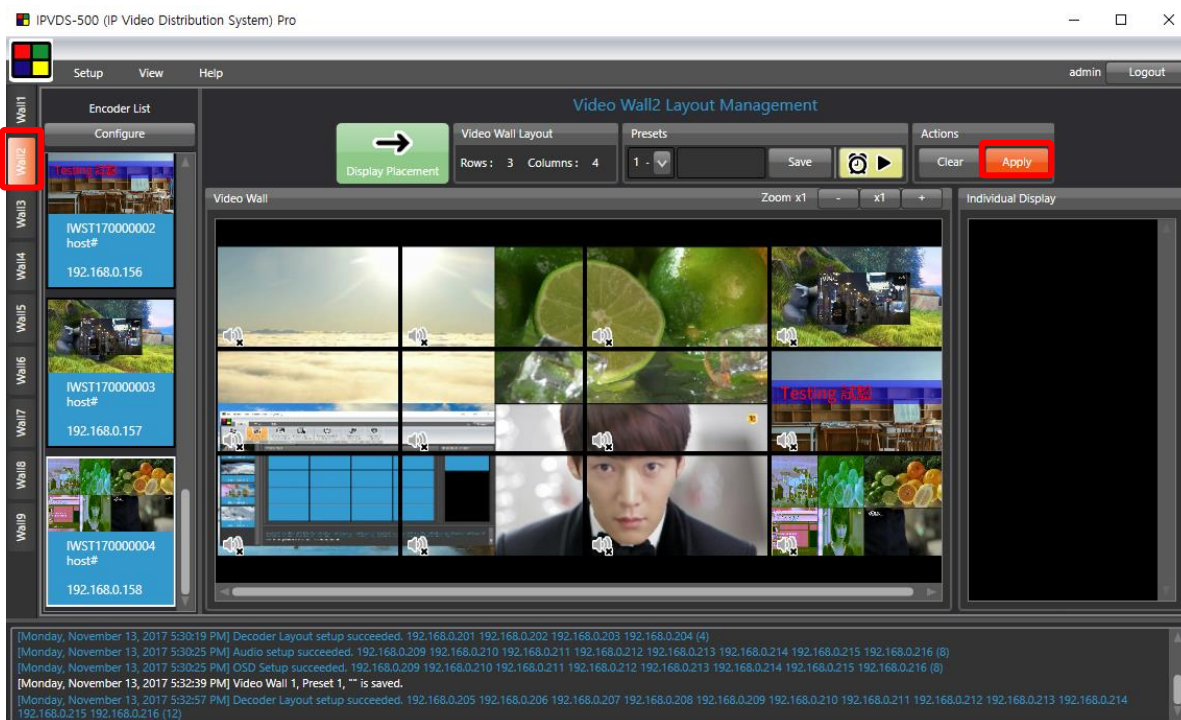 IPVDS-500 (IP Video Distribution System) Pro
Setup View Help
admin Logout
Wall1
Wall2
Wall3
Wall4
Wall5
Wall6
Wall7
Wall8
Wall9
Encoder List
Configure
Testing 試験
IWST170000002
host#
192.168.0.156
IWST170000003
host#
192.168.0.157
IWST170000004
host#
192.168.0.158
Video Wall2 Layout Management
Display Placement
Video Wall Layout
Rows: 3 Columns: 4
Presets
1 -
Save
Actions
Clear
Apply
Video Wall
Zoom x1 - x1 +
Testing 試験
Individual Display
[Monday, November 13, 2017 5:30:19 PM] Decoder Layout setup succeeded. 192.168.0.201 192.168.0.202 192.168.0.203 192.168.0.204 (4)
[Monday, November 13, 2017 5:30:25 PM] Audio setup succeeded. 192.168.0.209 192.168.0.210 192.168.0.211 192.168.0.212 192.168.0.213 192.168.0.214 192.168.0.215 192.168.0.216 (8)
[Monday, November 13, 2017 5:30:25 PM] OSD Setup succeeded. 192.168.0.209 192.168.0.210 192.168.0.211 192.168.0.212 192.168.0.213 192.168.0.214 192.168.0.215 192.168.0.216 (8)
[Monday, November 13, 2017 5:32:39 PM] Video Wall 1, Preset 1, "" is saved.
[Monday, November 13, 2017 5:32:57 PM] Decoder Layout setup succeeded. 192.168.0.205 192.168.0.206 192.168.0.207 192.168.0.208 192.168.0.209 192.168.0.210 192.168.0.211 192.168.0.212 192.168.0.213 192.168.0.214
192.168.0.215 192.168.0.216 (12)